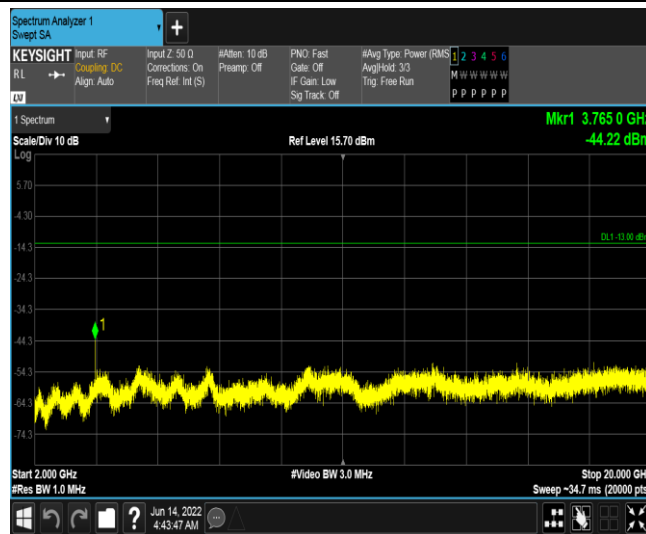 Spectrum Analyzer 1
Swept SA
+
KEYSIGHT
RL
Input: RF
Coupling: DC
Align: Auto
Input Z: 50 Ω
Corrections: On
Freq Ref: Int (S)
#Atten: 10 dB
Preamp: Off
PNO: Fast
Gate: Off
IF Gain: Low
Sig Track: Off
#Avg Type: Power (RMS
Avg|Hold: 3/3
Trig: Free Run
1 2 3 4 5 6
M W W W W W
P P P P P P
1 Spectrum
Mkr1 3.765 0 GHz
Scale/Div 10 dB
Ref Level 15.70 dBm
-44.22 dBm
Log
5.70
-4.30
DL1 -13.00 dBm
-14.3
-24.3
-34.3
1
-44.3
-54.3
-64.3
-74.3
Start 2.000 GHz
#Video BW 3.0 MHz
Stop 20.000 GHz
#Res BW 1.0 MHz
Sweep ~34.7 ms (20000 pts
?
Jun 14, 2022
4:43:47 AM